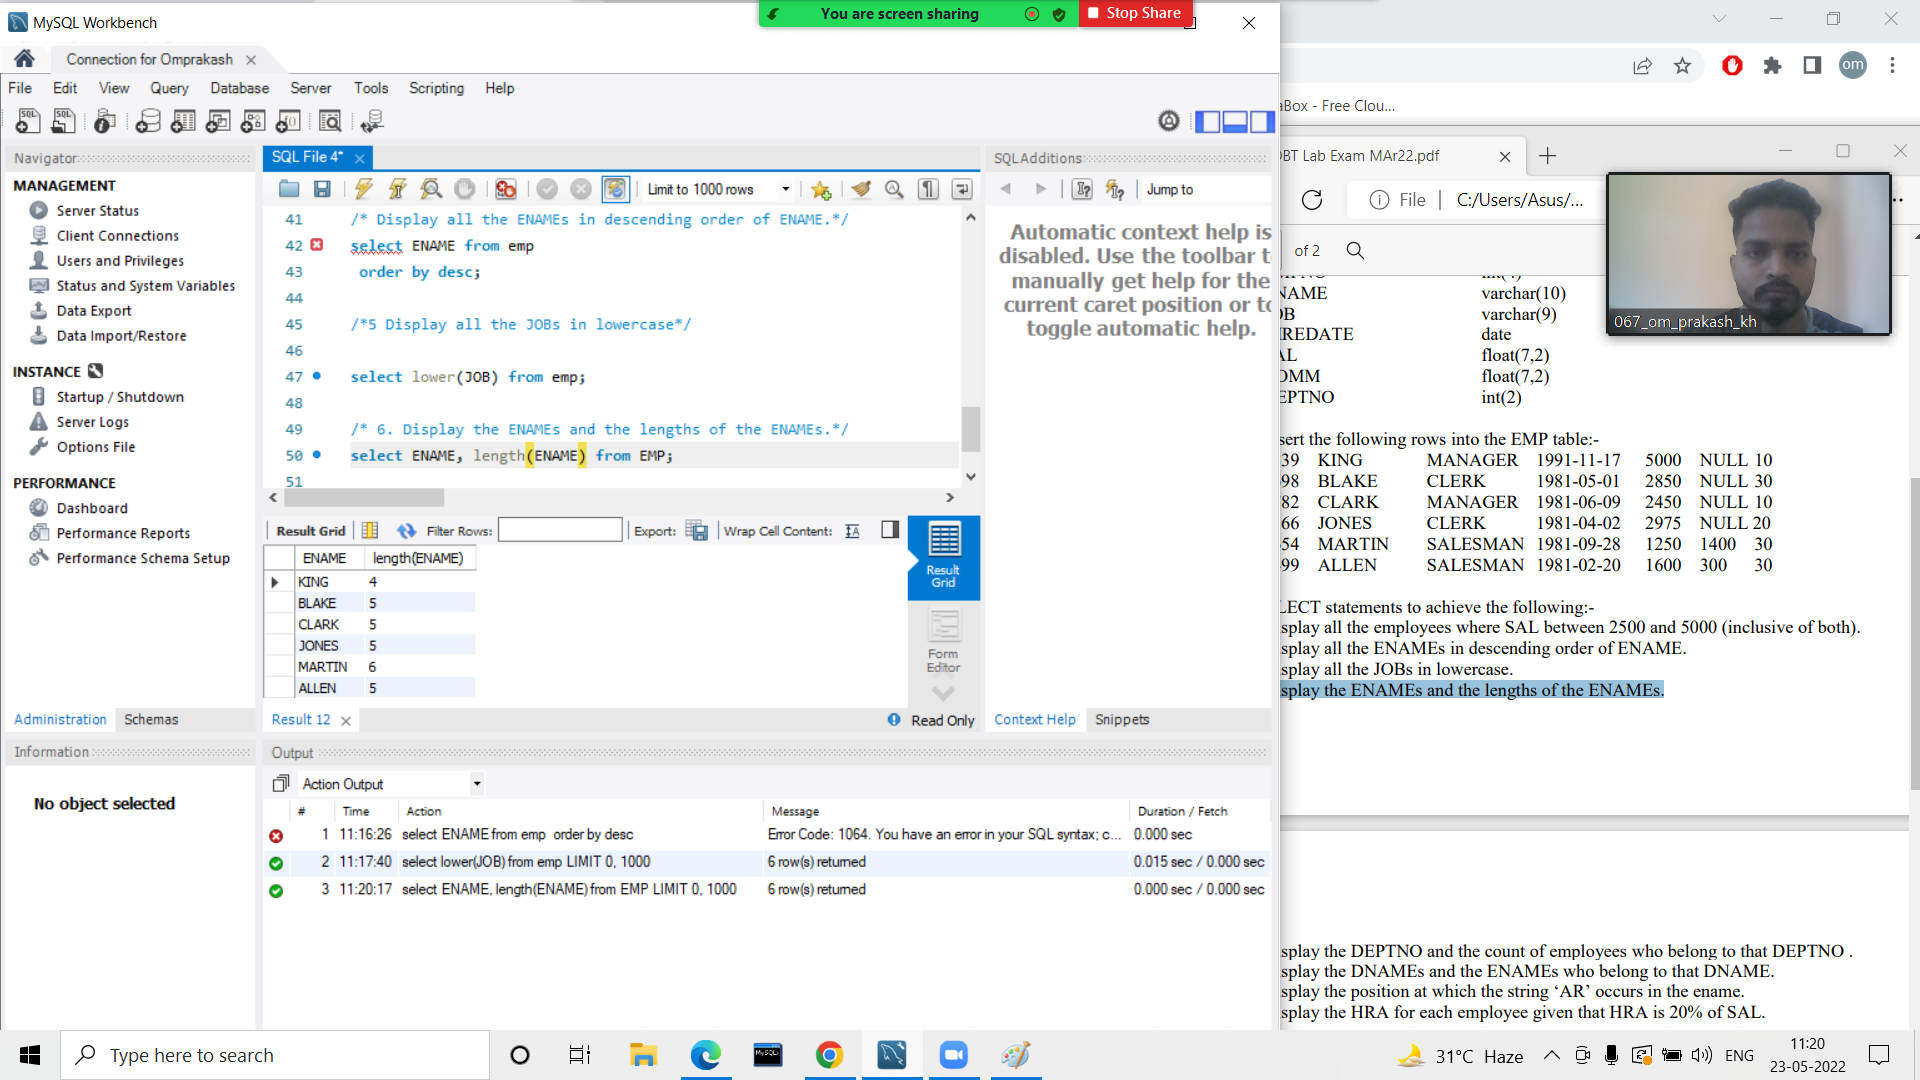 MySQL Workbench
You are screen sharing
Stop Share
Connection for Omprakash
File Edit View Query Database Server Tools Scripting Help
Navigator
MANAGEMENT
Server Status
Client Connections
Users and Privileges
Status and System Variables
Data Export
Data Import/Restore
INSTANCE
Startup / Shutdown
Server Logs
Options File
PERFORMANCE
Dashboard
Performance Reports
Performance Schema Setup
Administration Schemas
Information
No object selected
SQL File 4*
Limit to 1000 rows
41 /* Display all the ENAMEs in descending order of ENAME.*/
42 select ENAME from emp
43 order by desc;
44
45 /*5 Display all the JOBs in lowercase*/
46
47 select lower(JOB) from emp;
48
49 /* 6. Display the ENAMEs and the lengths of the ENAMEs.*/
50 select ENAME, length(ENAME) from EMP;
51
Result Grid Filter Rows: Export: Wrap Cell Content:
ENAME length(ENAME)
KING 4
BLAKE 5
CLARK 5
JONES 5
MARTIN 6
ALLEN 5
Result Grid
Form Editor
Result 12
Read Only
SQLAdditions
Jump to
Automatic context help is
disabled. Use the toolbar t
manually get help for the
current caret position or to
toggle automatic help.
Context Help Snippets
Output
Action Output
# Time Action Message Duration / Fetch
1 11:16:26 select ENAME from emp order by desc Error Code: 1064. You have an error in your SQL syntax; c... 0.000 sec
2 11:17:40 select lower(JOB) from emp LIMIT 0, 1000 6 row(s) returned 0.015 sec / 0.000 sec
3 11:20:17 select ENAME, length(ENAME) from EMP LIMIT 0, 1000 6 row(s) returned 0.000 sec / 0.000 sec
om
aBox - Free Clou...
DBT Lab Exam MAr22.pdf
File C:/Users/Asus/...
of 2
067_om_prakash_kh
NAME varchar(10)
OB varchar(9)
IREDATE date
AL float(7,2)
OMM float(7,2)
EPTNO int(2)
sert the following rows into the EMP table:-
39 KING MANAGER 1991-11-17 5000 NULL 10
98 BLAKE CLERK 1981-05-01 2850 NULL 30
82 CLARK MANAGER 1981-06-09 2450 NULL 10
66 JONES CLERK 1981-04-02 2975 NULL 20
54 MARTIN SALESMAN 1981-09-28 1250 1400 30
99 ALLEN SALESMAN 1981-02-20 1600 300 30
LECT statements to achieve the following:-
splay all the employees where SAL between 2500 and 5000 (inclusive of both).
splay all the ENAMEs in descending order of ENAME.
splay all the JOBs in lowercase.
splay the ENAMEs and the lengths of the ENAMEs.
splay the DEPTNO and the count of employees who belong to that DEPTNO .
splay the DNAMEs and the ENAMEs who belong to that DNAME.
splay the position at which the string ‘AR’ occurs in the ename.
splay the HRA for each employee given that HRA is 20% of SAL.
Type here to search
31°C Haze
ENG
11:20
23-05-2022